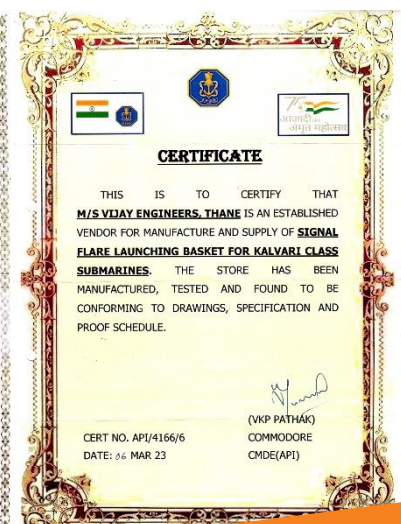 75
आज़ादी का
अमृत महोत्सव
CERTIFICATE
THIS IS TO CERTIFY THAT
M/S VIJAY ENGINEERS, THANE IS AN ESTABLISHED
VENDOR FOR MANUFACTURE AND SUPPLY OF SIGNAL
FLARE LAUNCHING BASKET FOR KALVARI CLASS
SUBMARINES. THE STORE HAS BEEN
MANUFACTURED, TESTED AND FOUND TO BE
CONFORMING TO DRAWINGS, SPECIFICATION AND
PROOF SCHEDULE.
(VKP PATHAK)
CERT NO. API/4166/6 COMMODORE
DATE: 06 MAR 23 CMDE(API)